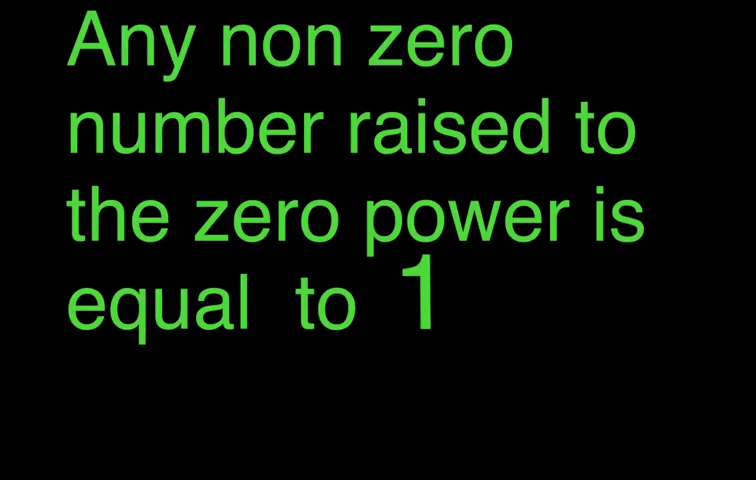 Any non zero
number raised to
the zero power is
equal to 1